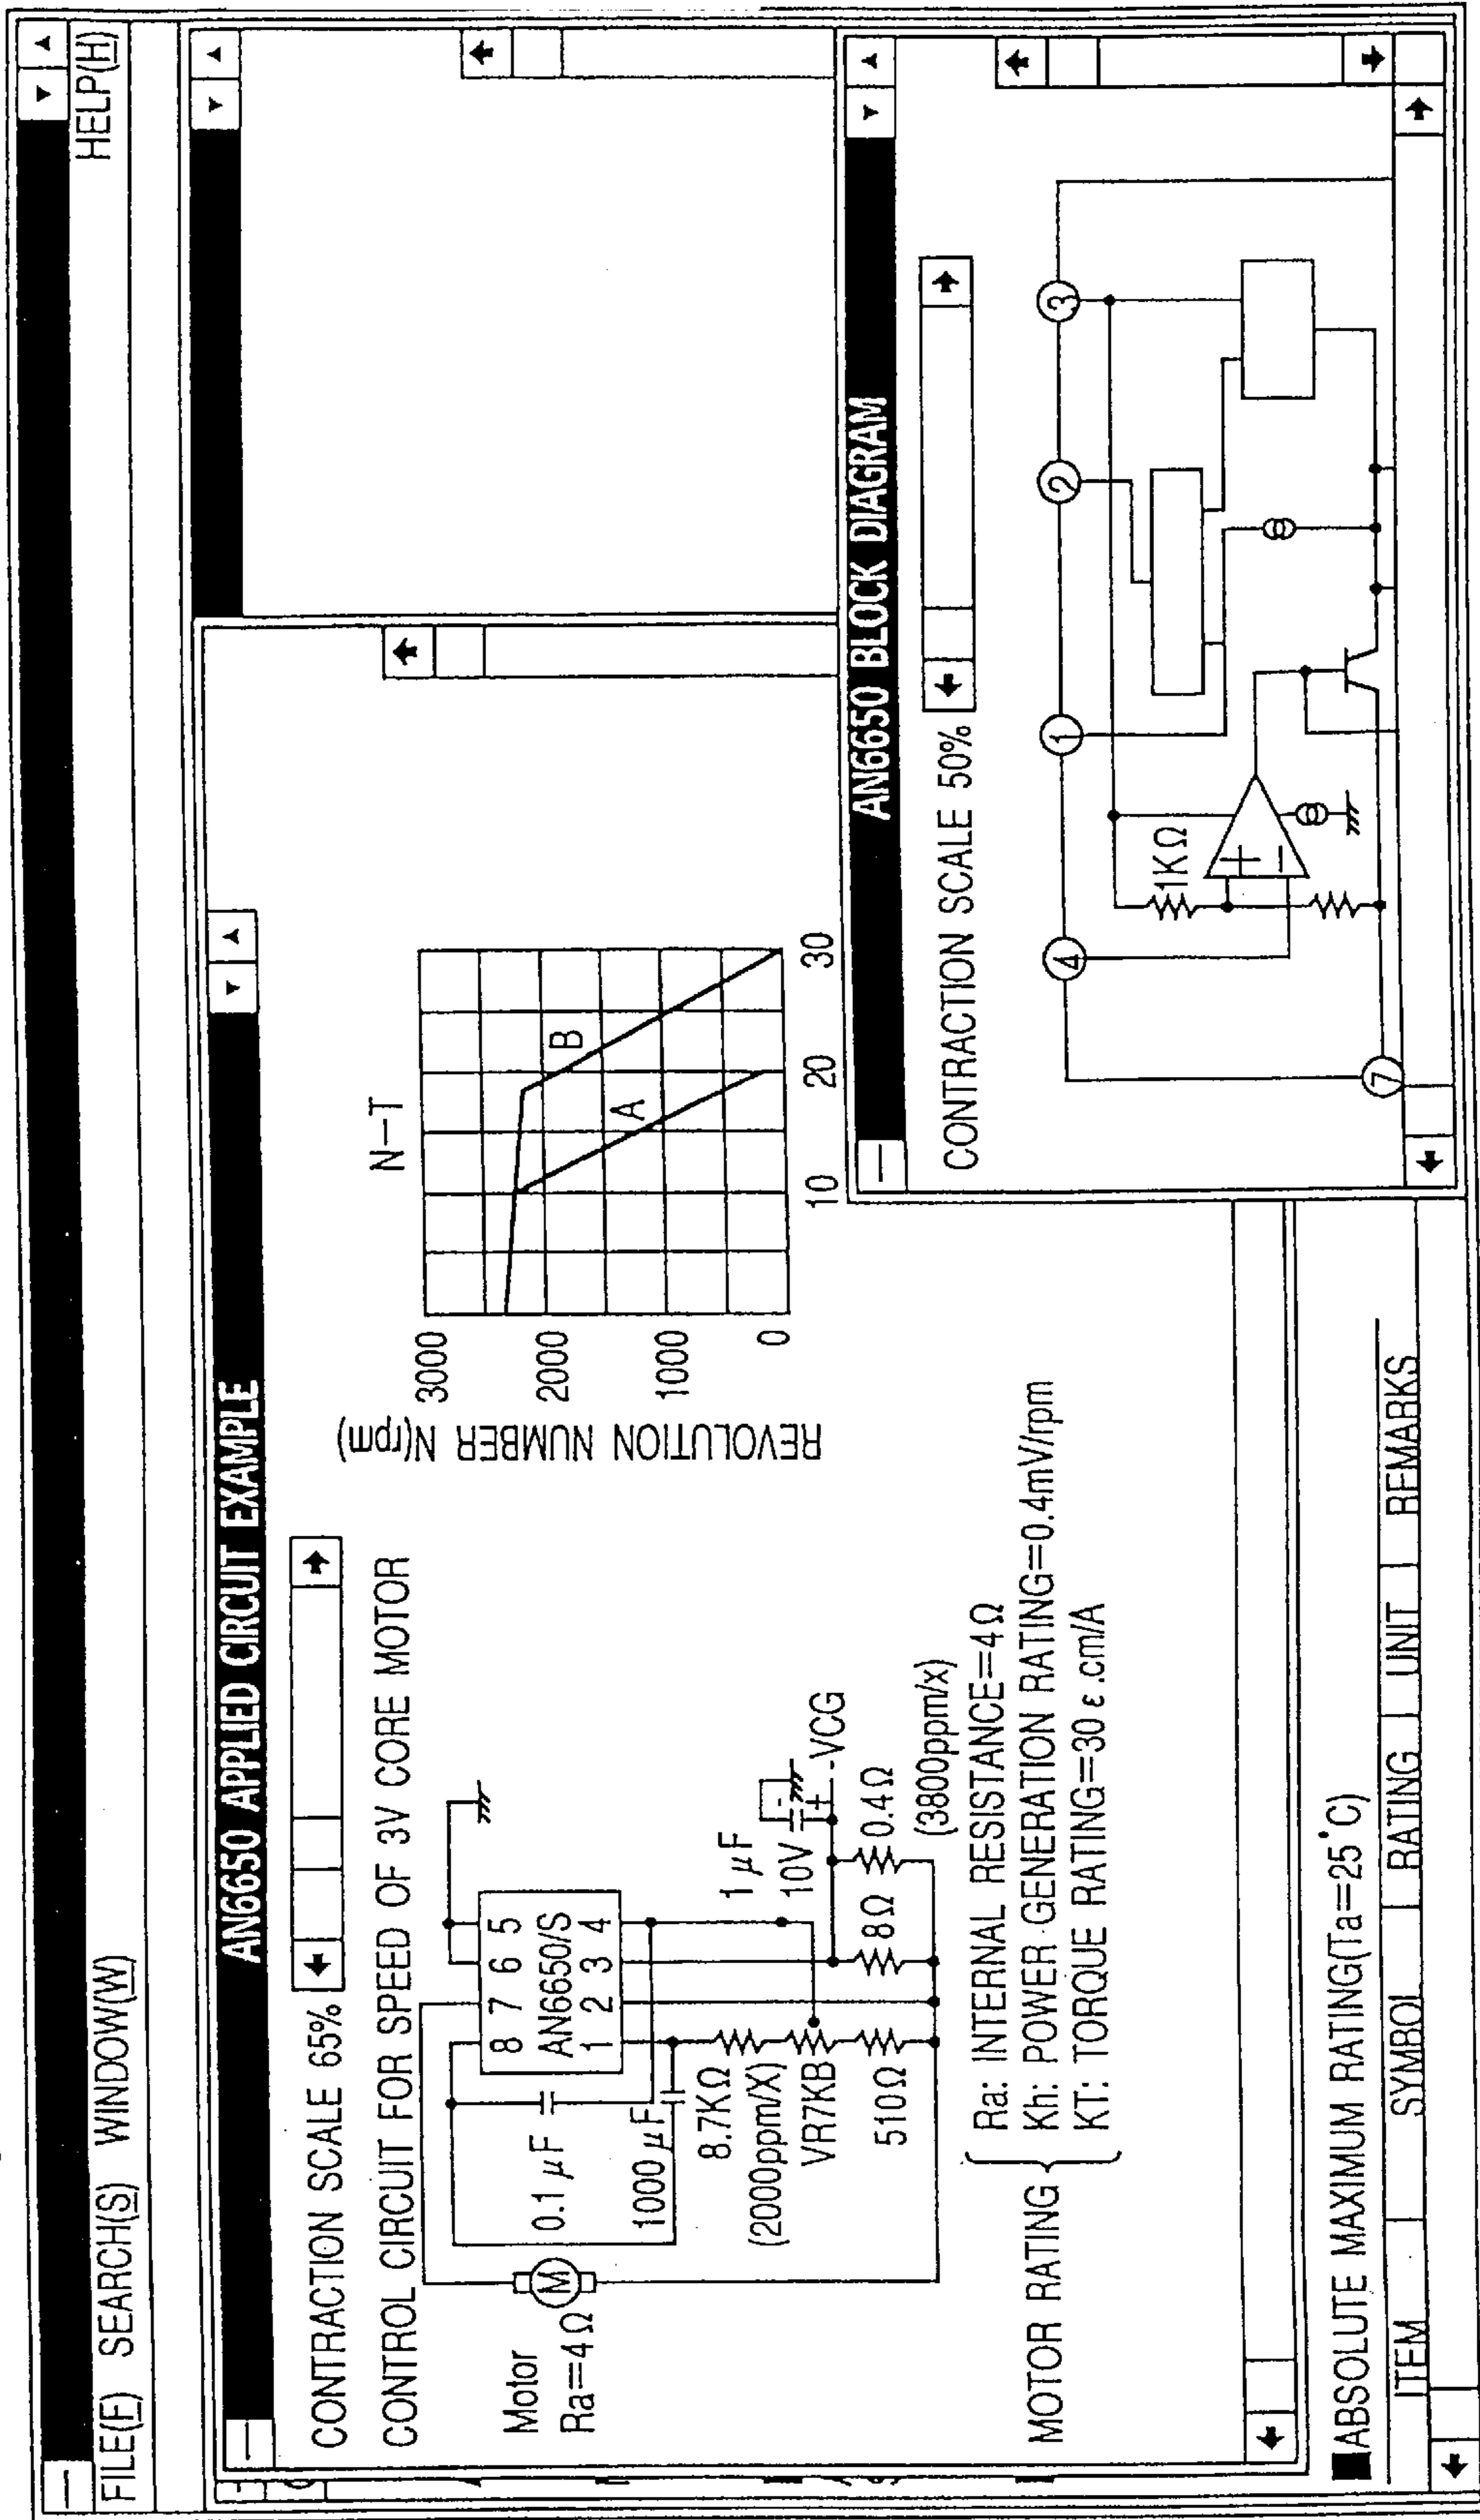 FILE(F) SEARCH(S) WINDOW(W) HELP(H)
AN6650 APPLIED CIRCUIT EXAMPLE
CONTRACTION SCALE 65%
CONTROL CIRCUIT FOR SPEED OF 3V CORE MOTOR
Motor
Ra=4Ω
M
0.1μF
1000μF
8 7 6 5
AN6650/S
1 2 3 4
8.7KΩ
(2000ppm/X)
VR7KB
510Ω
1μF
10V
-VCG
8Ω
0.4Ω
(3800ppm/x)
MOTOR RATING
Ra: INTERNAL RESISTANCE=4Ω
Kh: POWER GENERATION RATING=0.4mV/rpm
KT: TORQUE RATING=30ε.cm/A
N-T
REVOLUTION NUMBER N(rpm)
3000
2000
1000
0
A
B
10 20 30
AN6650 BLOCK DIAGRAM
CONTRACTION SCALE 50%
4 1 2 3
1KΩ
+
−
7
■ABSOLUTE MAXIMUM RATING(Ta=25°C)
ITEM SYMBOL RATING UNIT REMARKS